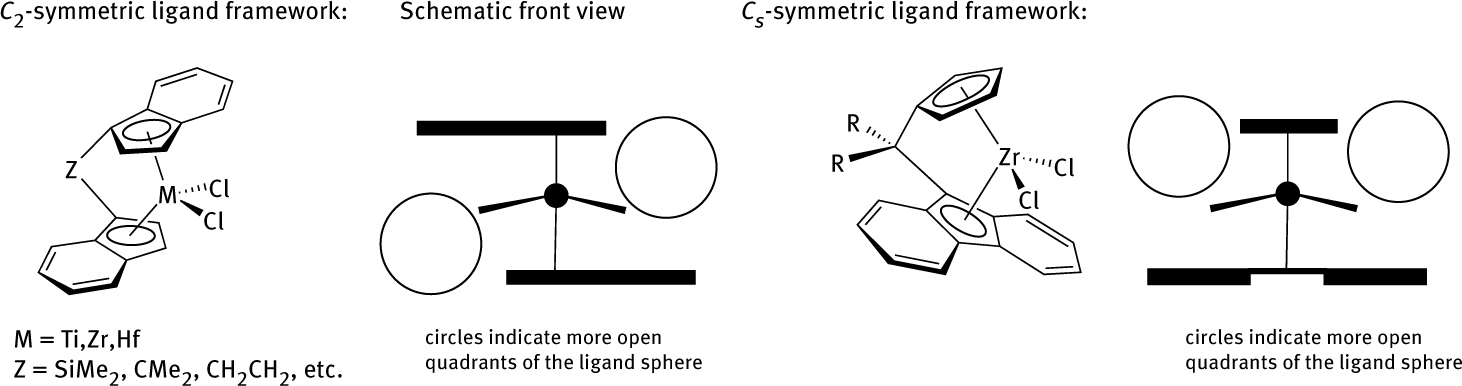 C2-symmetric ligand framework:
Schematic front view
Cs-symmetric ligand framework:
Z
M
Cl
Cl
R
R
Zr
Cl
Cl
M = Ti,Zr,Hf
Z = SiMe2, CMe2, CH2CH2, etc.
circles indicate more open
quadrants of the ligand sphere
circles indicate more open
quadrants of the ligand sphere